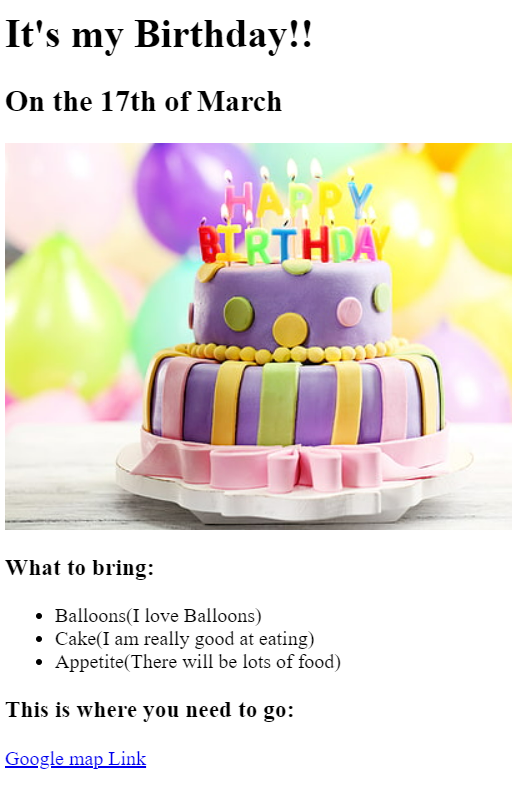 It's my Birthday!!
On the 17th of March
HAPPY
BIRTHDAY
What to bring:
Balloons(I love Balloons)
Cake(I am really good at eating)
Appetite(There will be lots of food)
This is where you need to go:
Google map Link